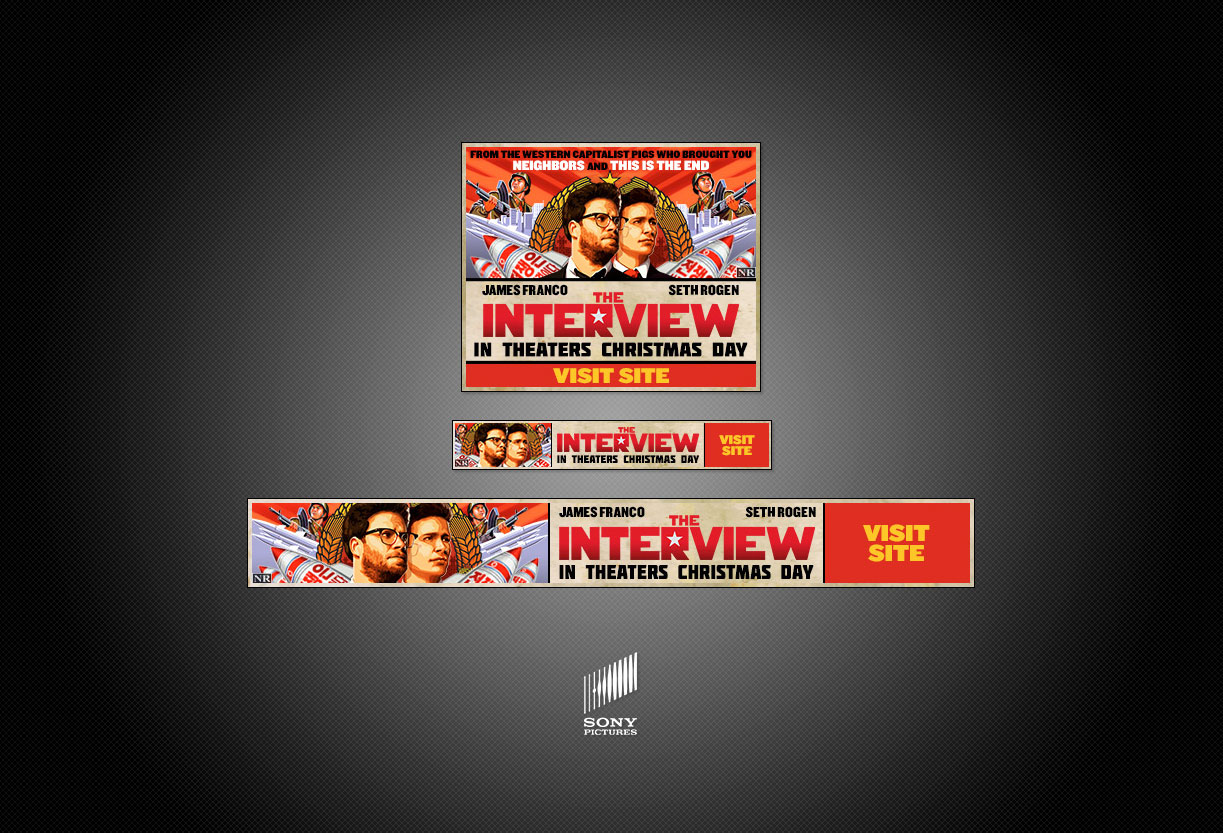 FROM THE WESTERN CAPITALIST PIGS WHO BROUGHT YOU
NEIGHBORS AND THIS IS THE END
NR
JAMES FRANCO SETH ROGEN
THE
INTERVIEW
IN THEATERS CHRISTMAS DAY
VISIT SITE
NR
THE
INTERVIEW
IN THEATERS CHRISTMAS DAY
VISIT
SITE
NR
JAMES FRANCO SETH ROGEN
THE
INTERVIEW
IN THEATERS CHRISTMAS DAY
VISIT
SITE
SONY
PICTURES